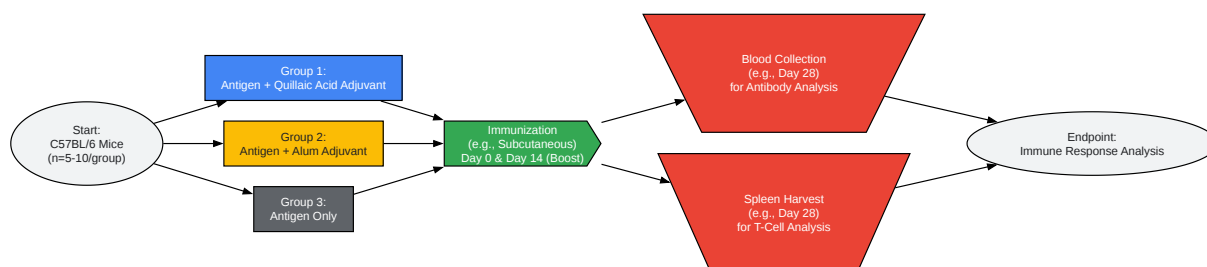 Start:
C57BL/6 Mice
(n=5-10/group)
Group 1:
Antigen + Quillaic Acid Adjuvant
Group 2:
Antigen + Alum Adjuvant
Group 3:
Antigen Only
Immunization
(e.g., Subcutaneous)
Day 0 & Day 14 (Boost)
Blood Collection
(e.g., Day 28)
for Antibody Analysis
Spleen Harvest
(e.g., Day 28)
for T-Cell Analysis
Endpoint:
Immune Response Analysis